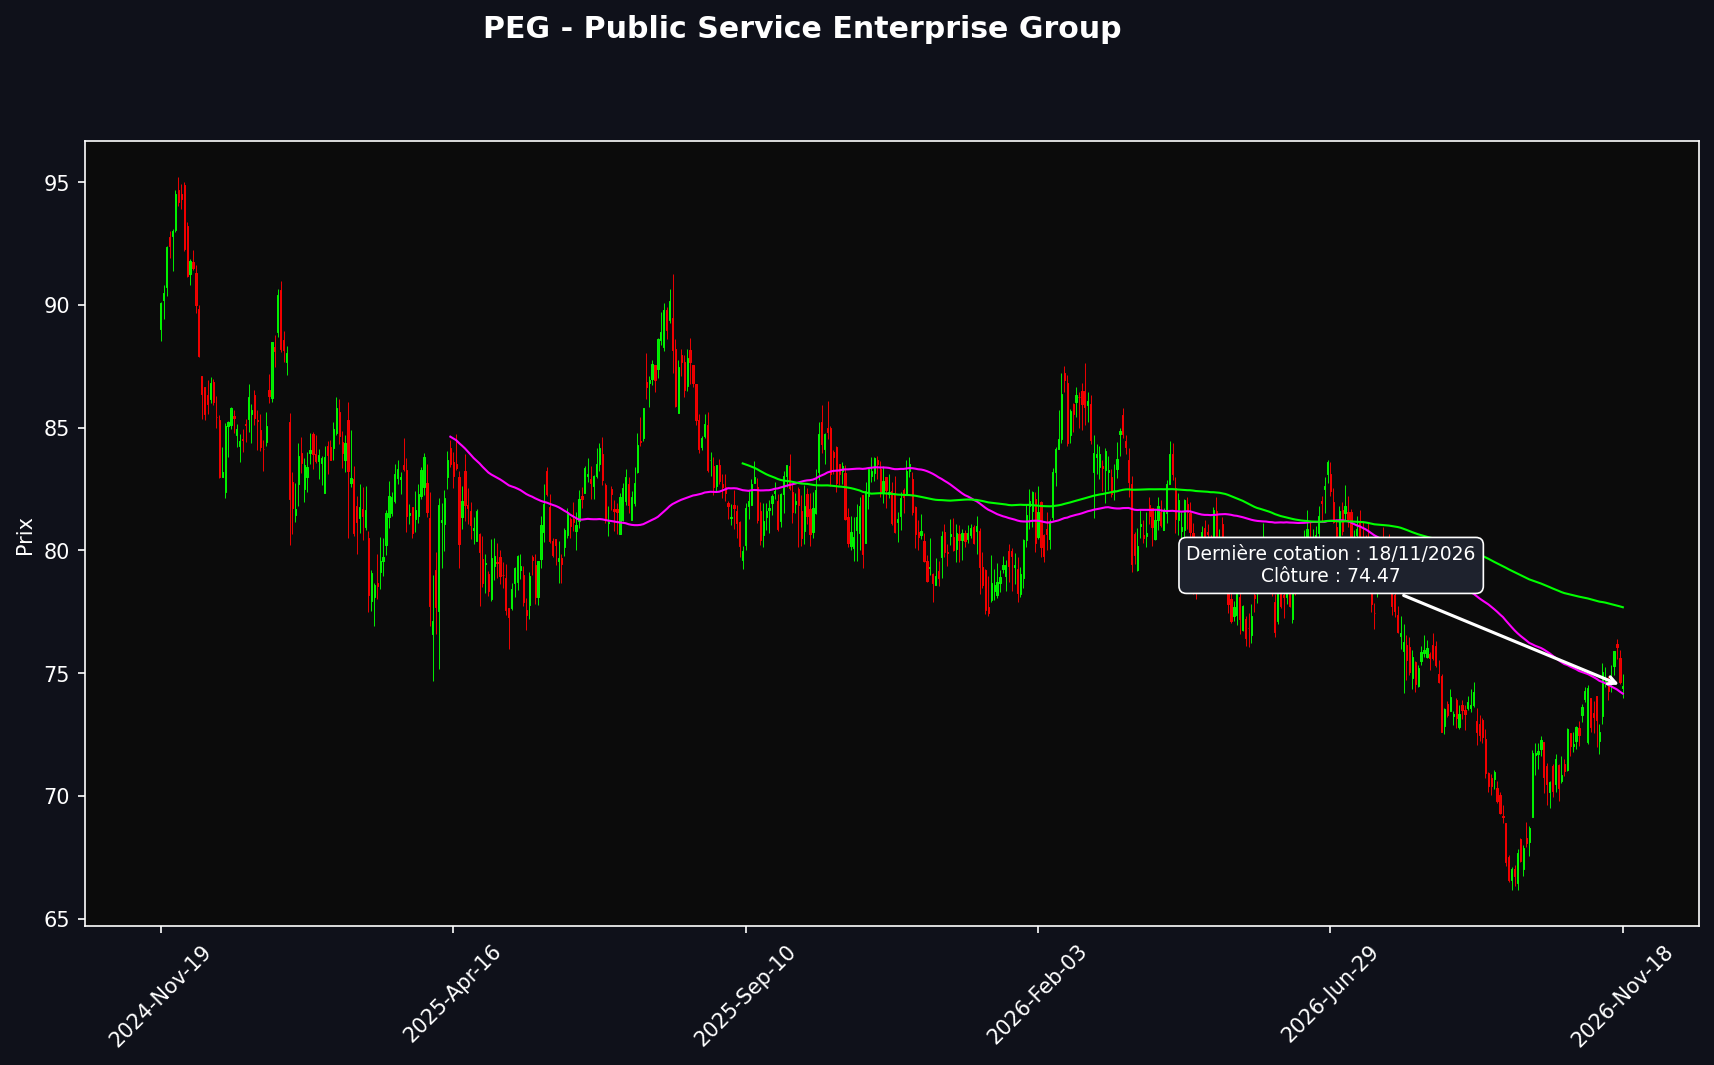 PEG - Public Service Enterprise Group
Prix
95
90
85
80
75
70
65
Dernière cotation : 18/11/2026
Clôture : 74.47
2024-Nov-19
2025-Apr-16
2025-Sep-10
2026-Feb-03
2026-Jun-29
2026-Nov-18